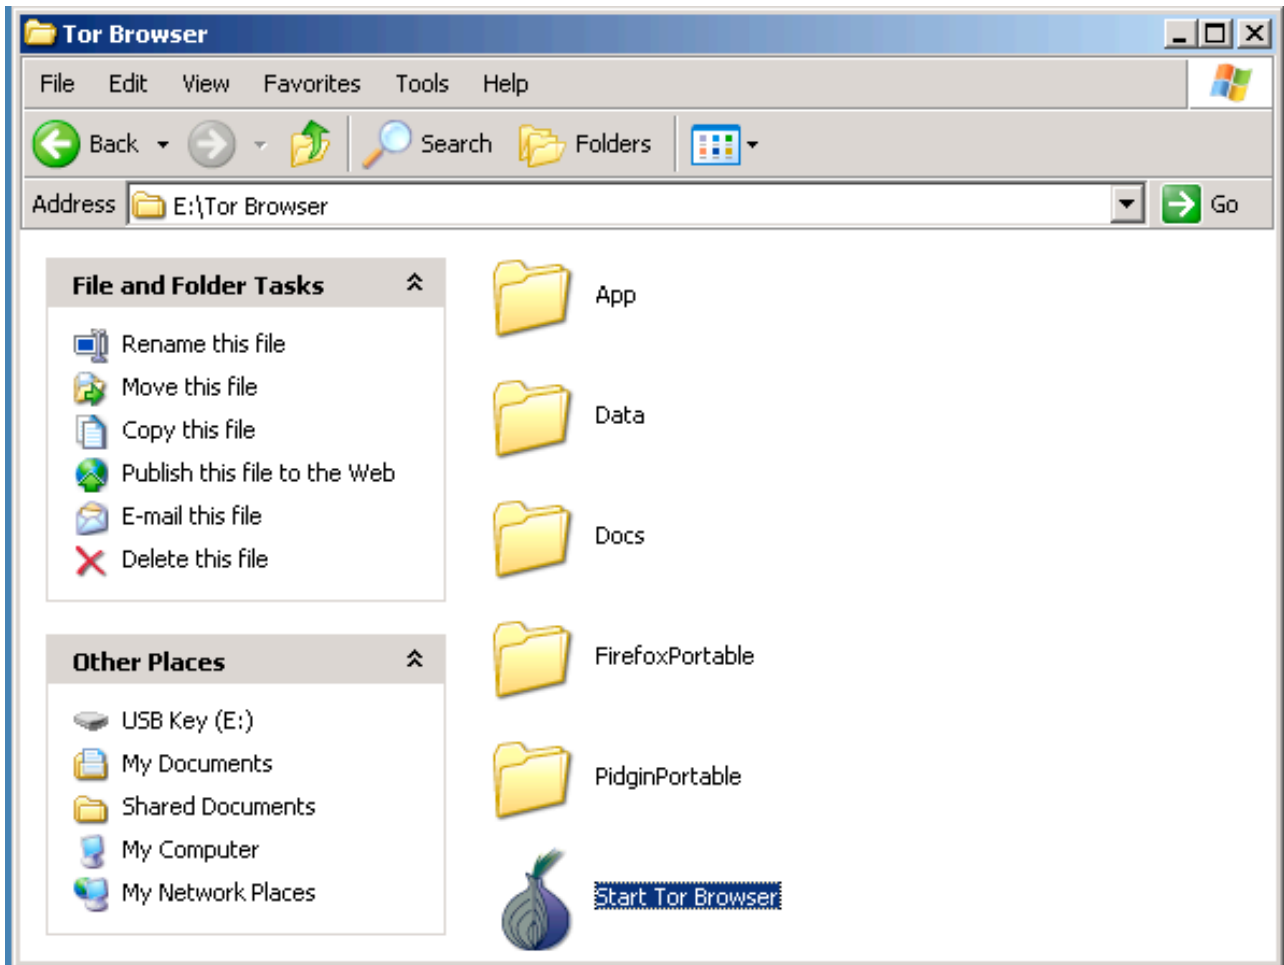 Tor Browser
File Edit View Favorites Tools Help
Back Search Folders
Address E:\Tor Browser Go
File and Folder Tasks
Rename this file
Move this file
Copy this file
Publish this file to the Web
E-mail this file
Delete this file
Other Places
USB Key (E:)
My Documents
Shared Documents
My Computer
My Network Places
App
Data
Docs
FirefoxPortable
PidginPortable
Start Tor Browser